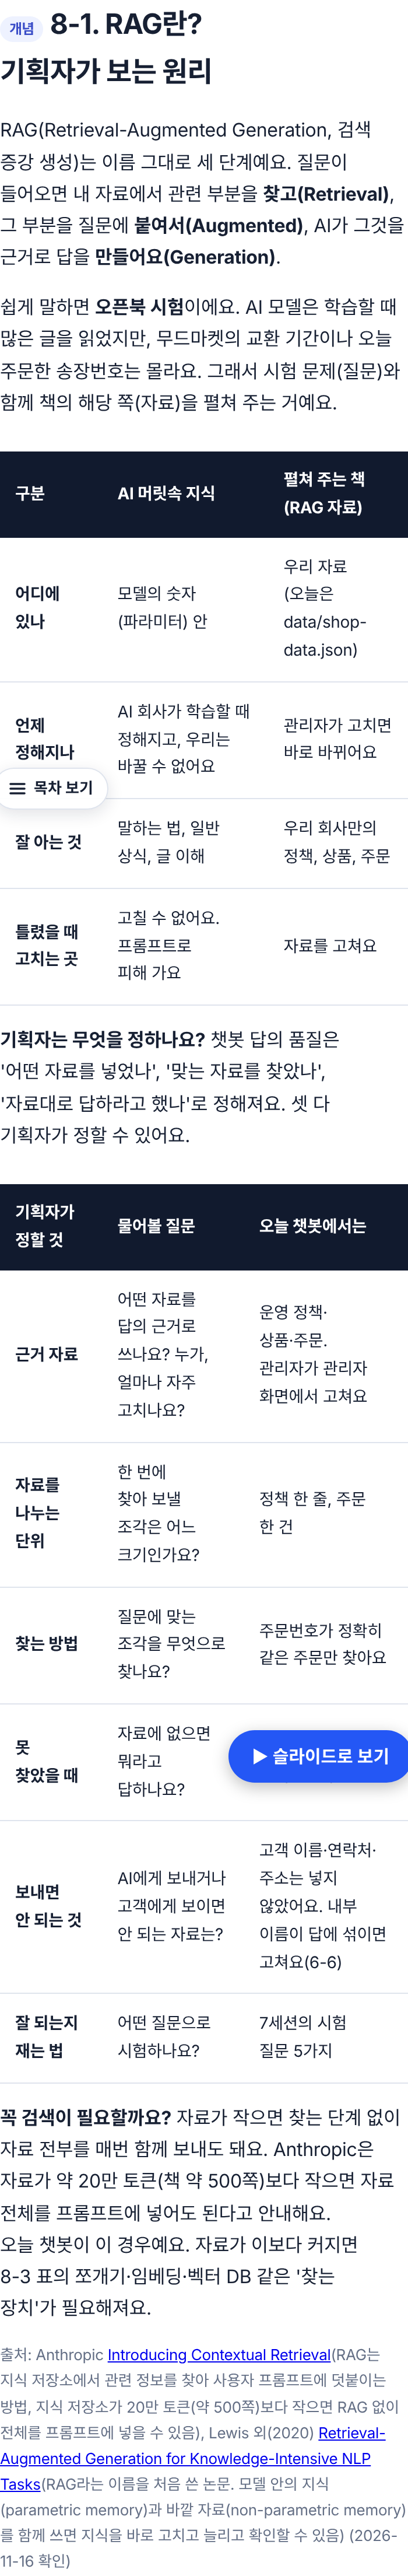 개념 8-1. RAG란?
기획자가 보는 원리
RAG(Retrieval-Augmented Generation, 검색
증강 생성)는 이름 그대로 세 단계예요. 질문이
들어오면 내 자료에서 관련 부분을 찾고(Retrieval),
그 부분을 질문에 붙여서(Augmented), AI가 그것을
근거로 답을 만들어요(Generation).
쉽게 말하면 오픈북 시험이에요. AI 모델은 학습할 때
많은 글을 읽었지만, 무드마켓의 교환 기간이나 오늘
주문한 송장번호는 몰라요. 그래서 시험 문제(질문)와
함께 책의 해당 쪽(자료)을 펼쳐 주는 거예요.
구분
AI 머릿속 지식
펼쳐 주는 책
(RAG 자료)
어디에
있나
모델의 숫자
(파라미터) 안
우리 자료
(오늘은
data/shop-
data.json)
언제
정해지나
AI 회사가 학습할 때
정해지고, 우리는
바꿀 수 없어요
관리자가 고치면
바로 바뀌어요
목차 보기
잘 아는 것
말하는 법, 일반
상식, 글 이해
우리 회사만의
정책, 상품, 주문
틀렸을 때
고치는 곳
고칠 수 없어요.
프롬프트로
피해 가요
자료를 고쳐요
기획자는 무엇을 정하나요? 챗봇 답의 품질은
'어떤 자료를 넣었나', '맞는 자료를 찾았나',
'자료대로 답하라고 했나'로 정해져요. 셋 다
기획자가 정할 수 있어요.
기획자가
정할 것
물어볼 질문
오늘 챗봇에서는
근거 자료
어떤 자료를
답의 근거로
쓰나요? 누가,
얼마나 자주
고치나요?
운영 정책·
상품·주문.
관리자가 관리자
화면에서 고쳐요
자료를
나누는
단위
한 번에
찾아 보낼
조각은 어느
크기인가요?
정책 한 줄, 주문
한 건
찾는 방법
질문에 맞는
조각을 무엇으로
찾나요?
주문번호가 정확히
같은 주문만 찾아요
못
찾았을 때
자료에 없으면
뭐라고
답하나요?
▶ 슬라이드로 보기
보내면
안 되는 것
AI에게 보내거나
고객에게 보이면
안 되는 자료는?
고객 이름·연락처·
주소는 넣지
않았어요. 내부
이름이 답에 섞이면
고쳐요(6-6)
잘 되는지
재는 법
어떤 질문으로
시험하나요?
7세션의 시험
질문 5가지
꼭 검색이 필요할까요? 자료가 작으면 찾는 단계 없이
자료 전부를 매번 함께 보내도 돼요. Anthropic은
자료가 약 20만 토큰(책 약 500쪽)보다 작으면 자료
전체를 프롬프트에 넣어도 된다고 안내해요.
오늘 챗봇이 이 경우예요. 자료가 이보다 커지면
8-3 표의 쪼개기·임베딩·벡터 DB 같은 '찾는
장치'가 필요해져요.
출처: Anthropic Introducing Contextual Retrieval(RAG는
지식 저장소에서 관련 정보를 찾아 사용자 프롬프트에 덧붙이는
방법, 지식 저장소가 20만 토큰(약 500쪽)보다 작으면 RAG 없이
전체를 프롬프트에 넣을 수 있음), Lewis 외(2020) Retrieval-
Augmented Generation for Knowledge-Intensive NLP
Tasks(RAG라는 이름을 처음 쓴 논문. 모델 안의 지식
(parametric memory)과 바깥 자료(non-parametric memory)
를 함께 쓰면 지식을 바로 고치고 늘리고 확인할 수 있음) (2026-
11-16 확인)